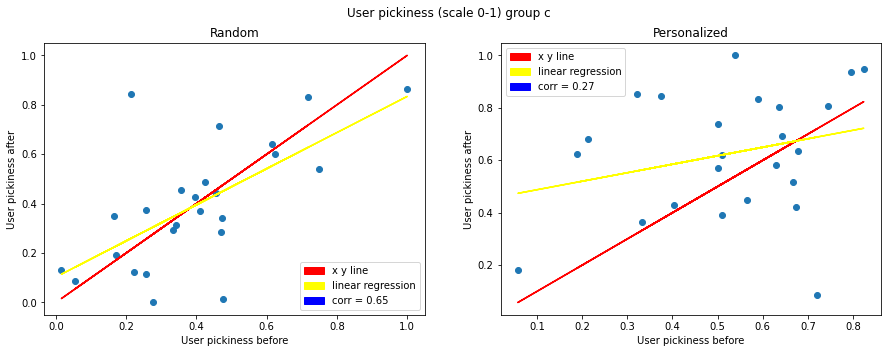 User pickiness (scale 0-1) group c
Random
User pickiness after
1.0
0.8
0.6
0.4
0.2
0.0
x y line
linear regression
corr = 0.65
0.0 0.2 0.4 0.6 0.8 1.0
User pickiness before
Personalized
User pickiness after
1.0
0.8
0.6
0.4
0.2
x y line
linear regression
corr = 0.27
0.1 0.2 0.3 0.4 0.5 0.6 0.7 0.8
User pickiness before